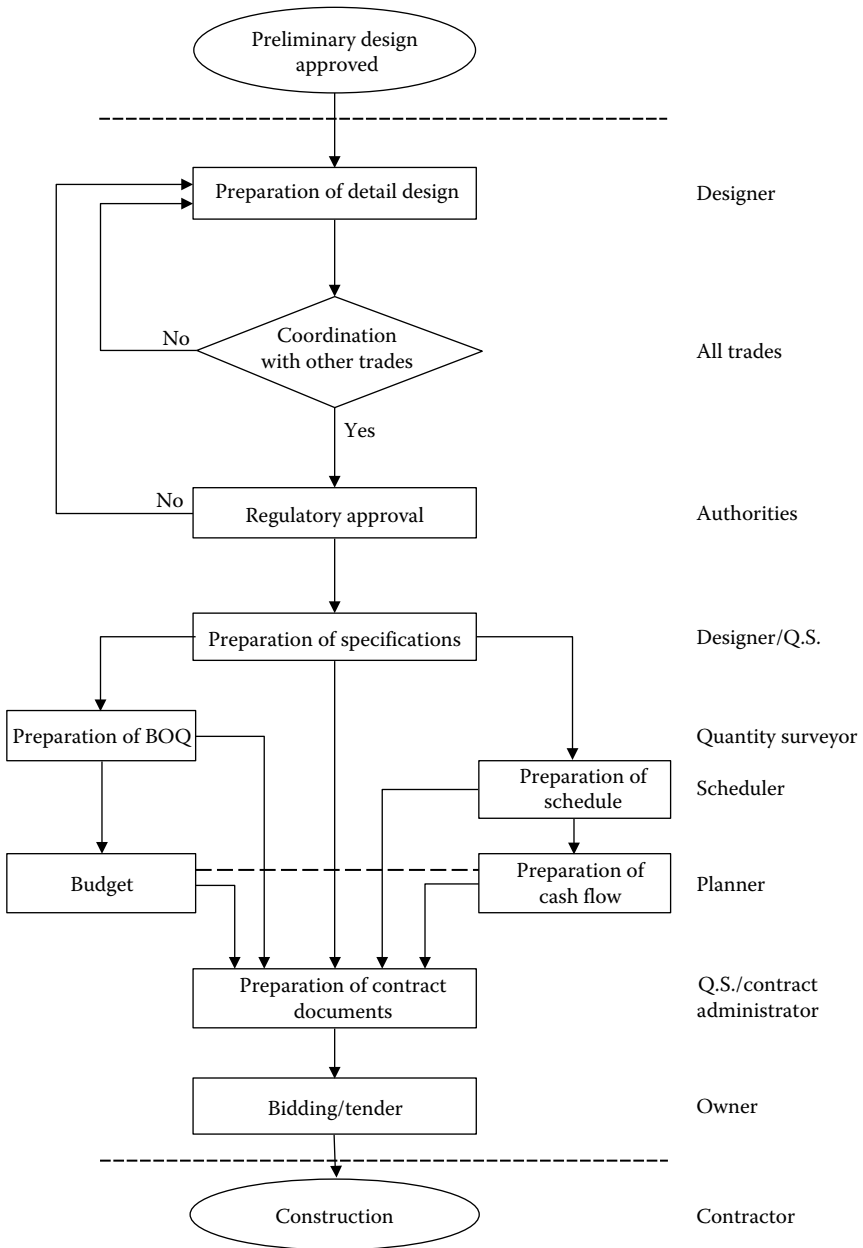 Preliminary design
approved
Preparation of detail design
Designer
No
Coordination
with other trades
All trades
Yes
No
Regulatory approval
Authorities
Preparation of specifications
Designer/Q.S.
Preparation of BOQ
Quantity surveyor
Preparation of
schedule
Scheduler
Budget
Preparation of
cash flow
Planner
Preparation of contract
documents
Q.S./contract
administrator
Bidding/tender
Owner
Construction
Contractor